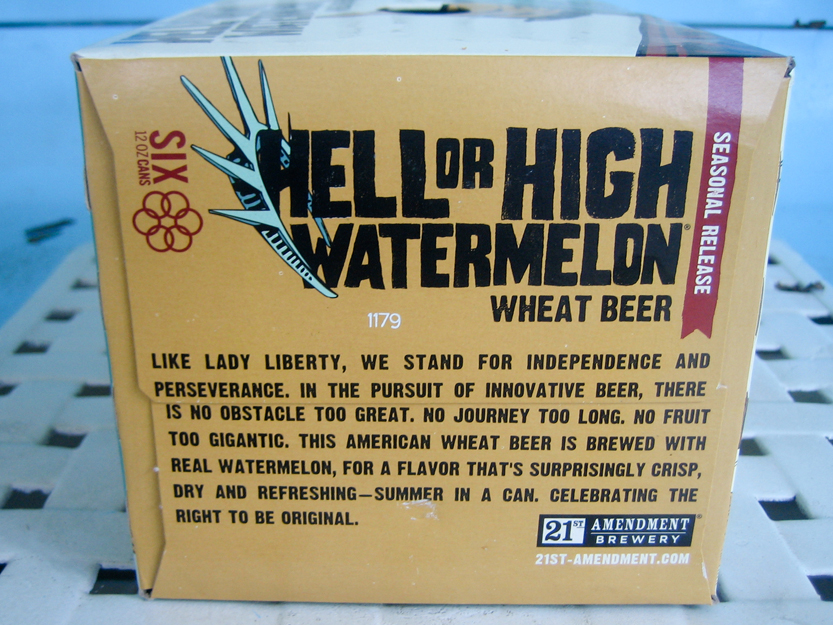 SIX
12 OZ CANS
HELL OR HIGH
WATERMELON®
WHEAT BEER
SEASONAL RELEASE
1179
LIKE LADY LIBERTY, WE STAND FOR INDEPENDENCE AND
PERSEVERANCE. IN THE PURSUIT OF INNOVATIVE BEER, THERE
IS NO OBSTACLE TOO GREAT. NO JOURNEY TOO LONG. NO FRUIT
TOO GIGANTIC. THIS AMERICAN WHEAT BEER IS BREWED WITH
REAL WATERMELON, FOR A FLAVOR THAT'S SURPRISINGLY CRISP,
DRY AND REFRESHING—SUMMER IN A CAN. CELEBRATING THE
RIGHT TO BE ORIGINAL.
21ST AMENDMENT®
BREWERY
21ST-AMENDMENT.COM